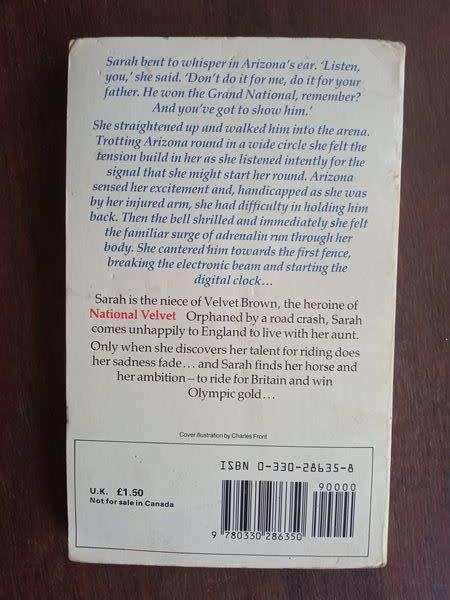 Sarah bent to whisper in Arizona's ear. 'Listen,
you,' she said. 'Don't do it for me, do it for your
father. He won the Grand National, remember?
And you've got to show him.'
She straightened up and walked him into the arena.
Trotting Arizona round in a wide circle she felt the
tension build in her as she listened intently for the
signal that she might start her round. Arizona
sensed her excitement and, handicapped as she was
by her injured arm, she had difficulty in holding him
back. Then the bell shrilled and immediately she felt
the familiar surge of adrenalin run through her
body. She cantered him towards the first fence,
breaking the electronic beam and starting the
digital clock...
Sarah is the niece of Velvet Brown, the heroine of
National Velvet Orphaned by a road crash, Sarah
comes unhappily to England to live with her aunt.
Only when she discovers her talent for riding does
her sadness fade... and Sarah finds her horse and
her ambition – to ride for Britain and win
Olympic gold...
Cover illustration by Charles Front
ISBN 0-330-28635-8
90000
U.K. £1.50
Not for sale in Canada
9 780330 286350